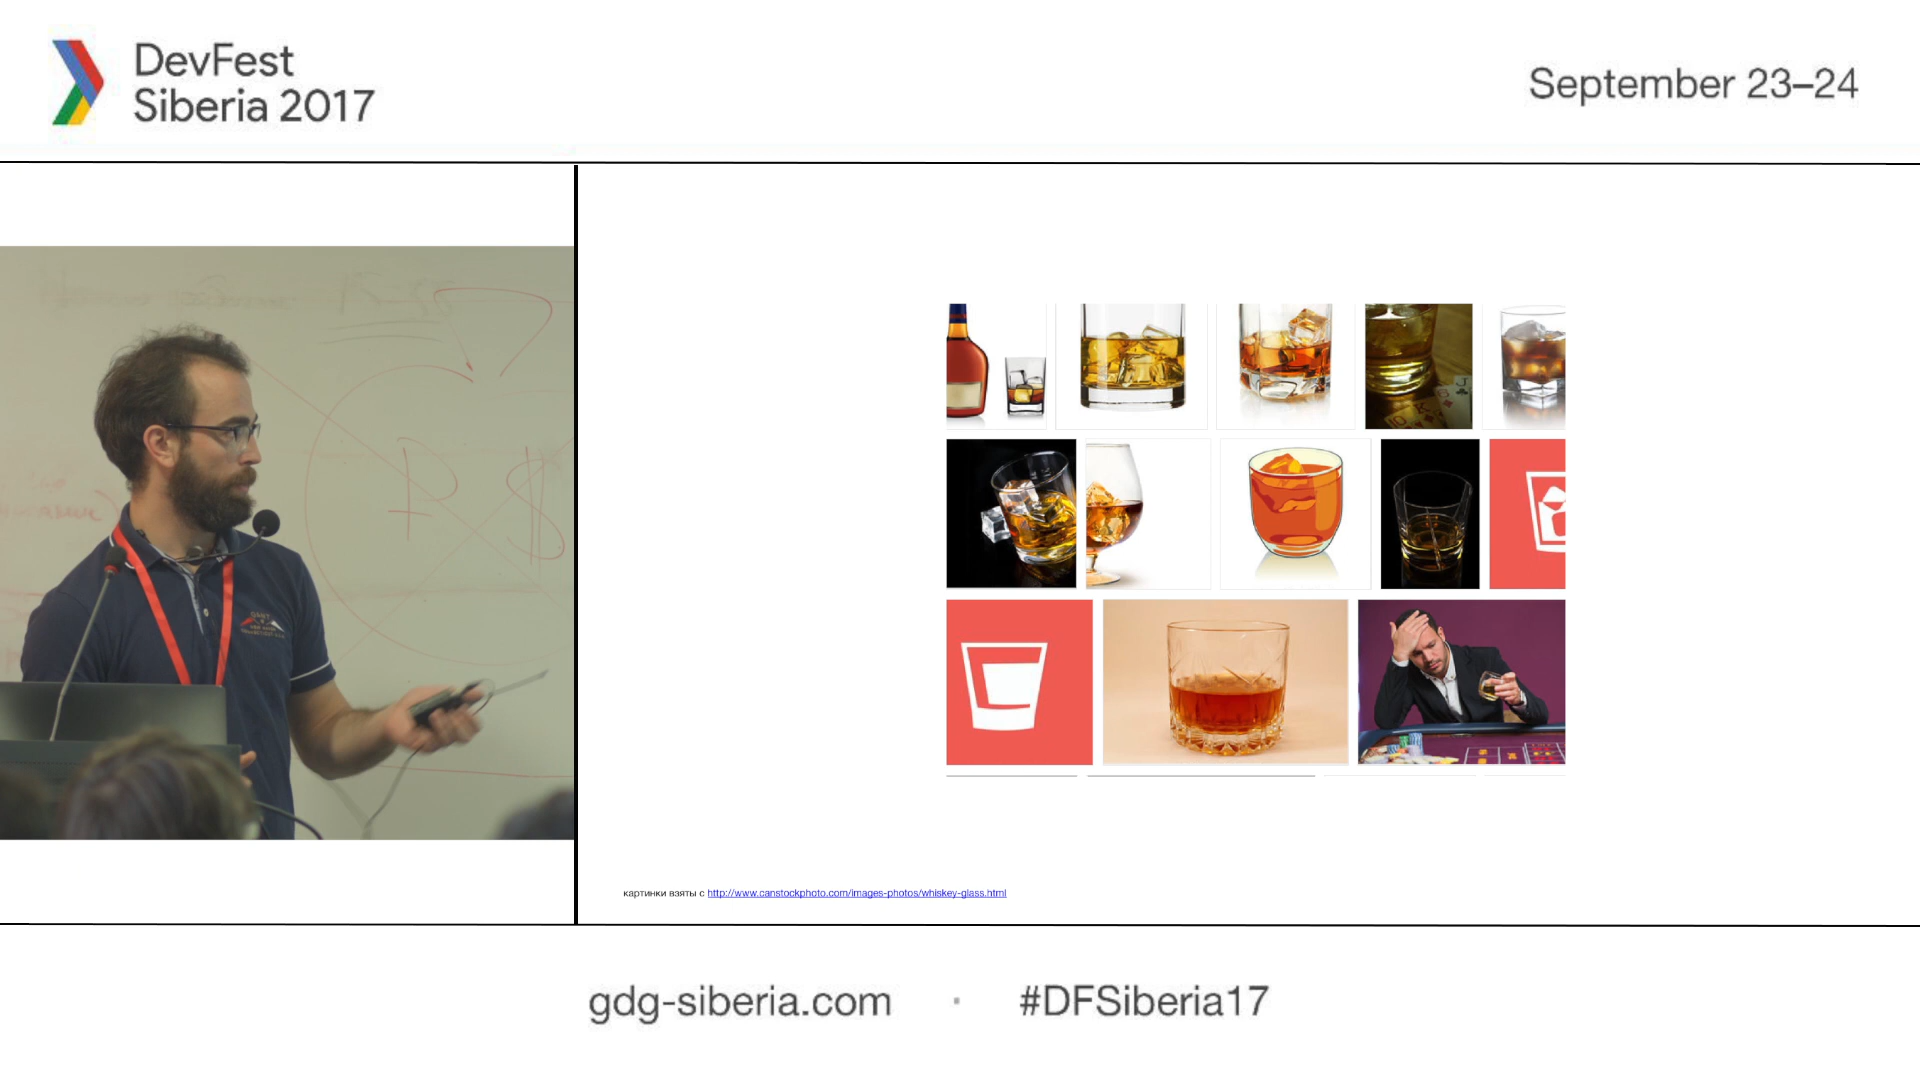 DevFest
Siberia 2017
September 23–24
картинки взяты с http://www.canstockphoto.com/images-photos/whiskey-glass.html
gdg-siberia.com · #DFSiberia17